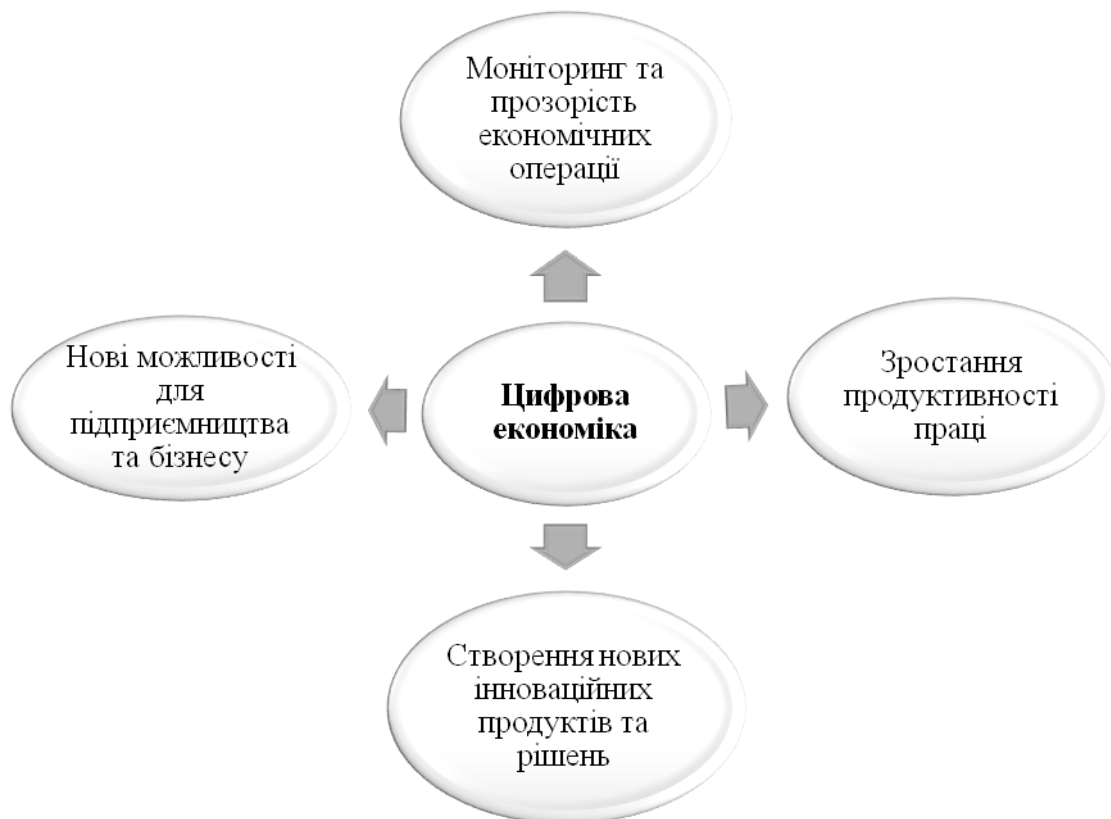 Моніторинг та
прозорість
економічних
операції
Нові можливості
для
підприємництва
та бізнесу
Цифрова
економіка
Зростання
продуктивності
праці
Створення нових
інноваційних
продуктів та
рішень